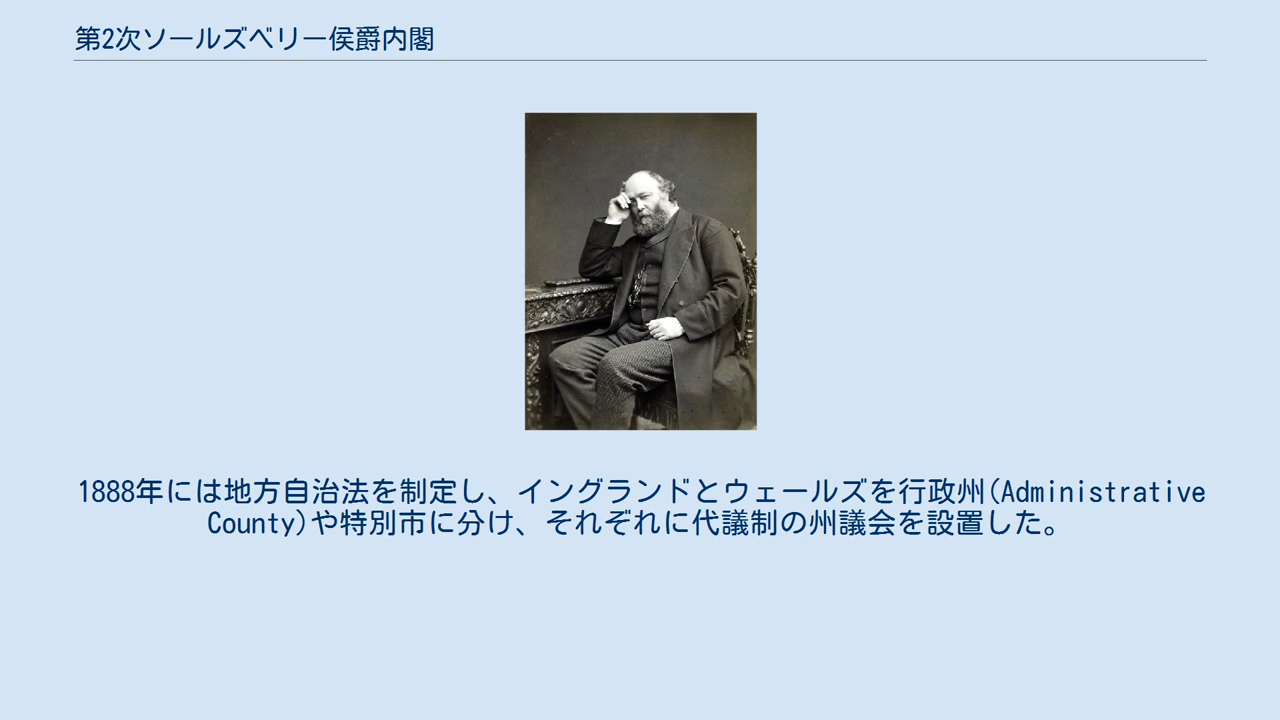 第2次ソールズベリー侯爵内閣
1888年には地方自治法を制定し、イングランドとウェールズを行政州(Administrative
County)や特別市に分け、それぞれに代議制の州議会を設置した。